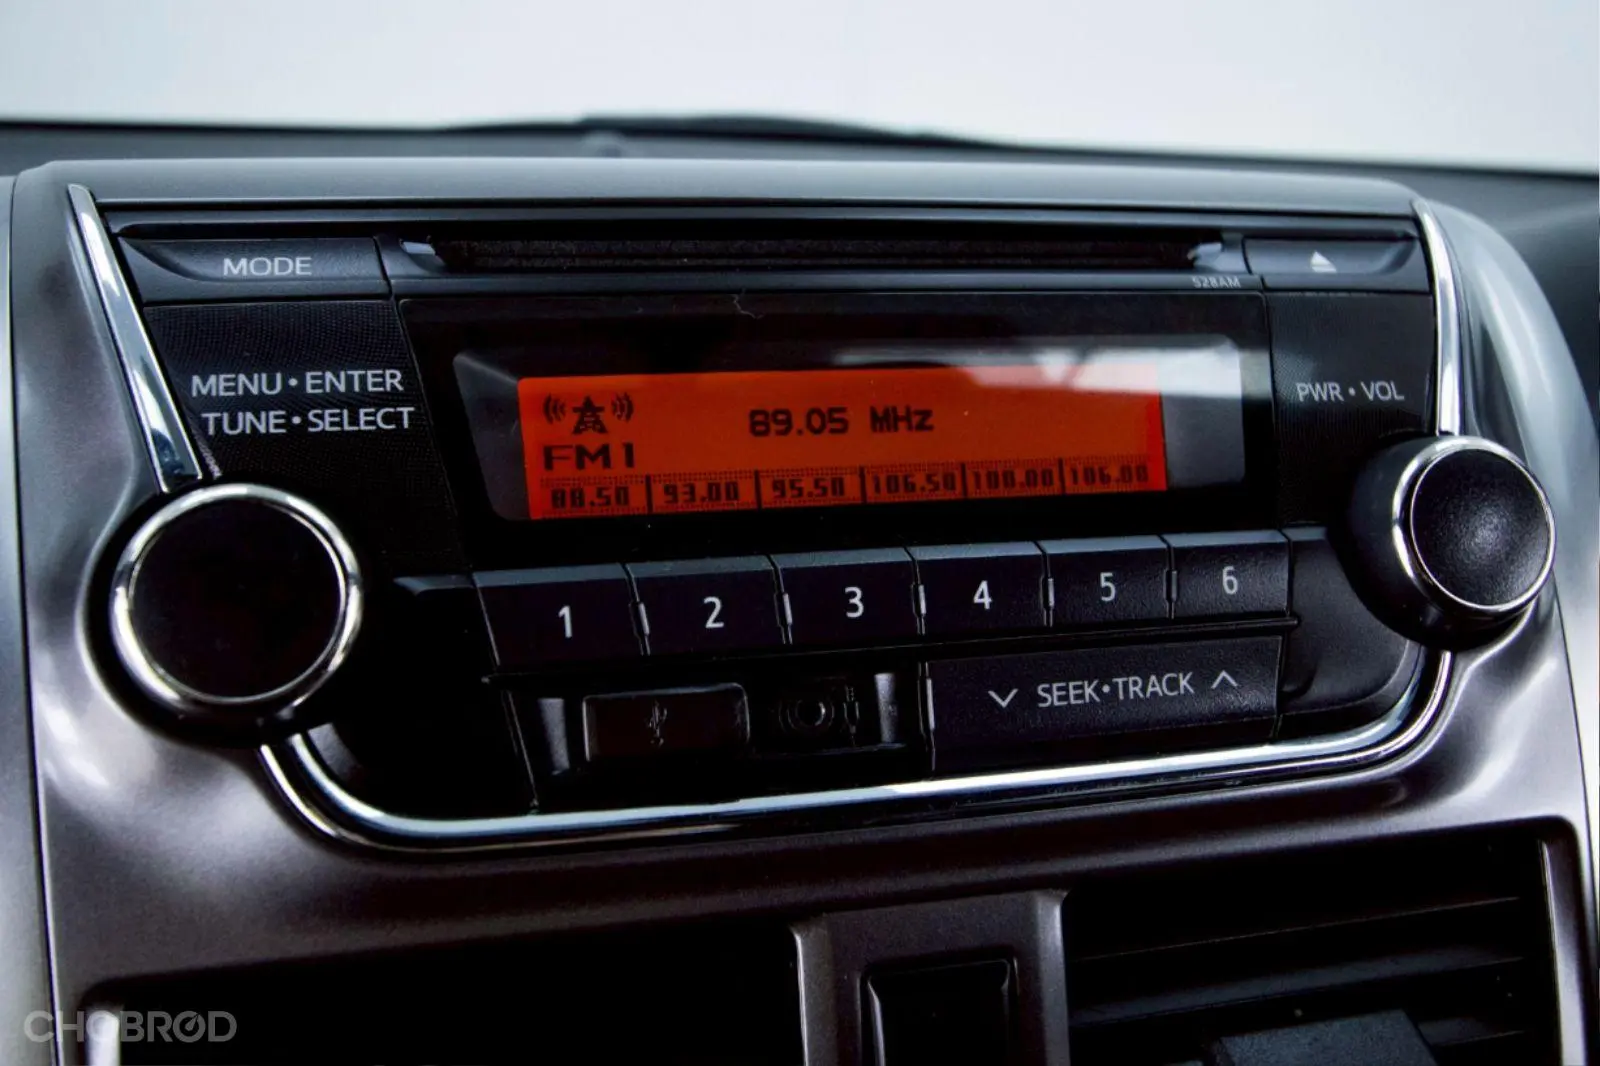 MODE
528AM
MENU•ENTER
TUNE•SELECT
PWR•VOL
89.05 MHz
FM1
88.50 93.00 95.50 106.50 100.00 106.00
1 2 3 4 5 6
SEEK•TRACK
CHOBROD